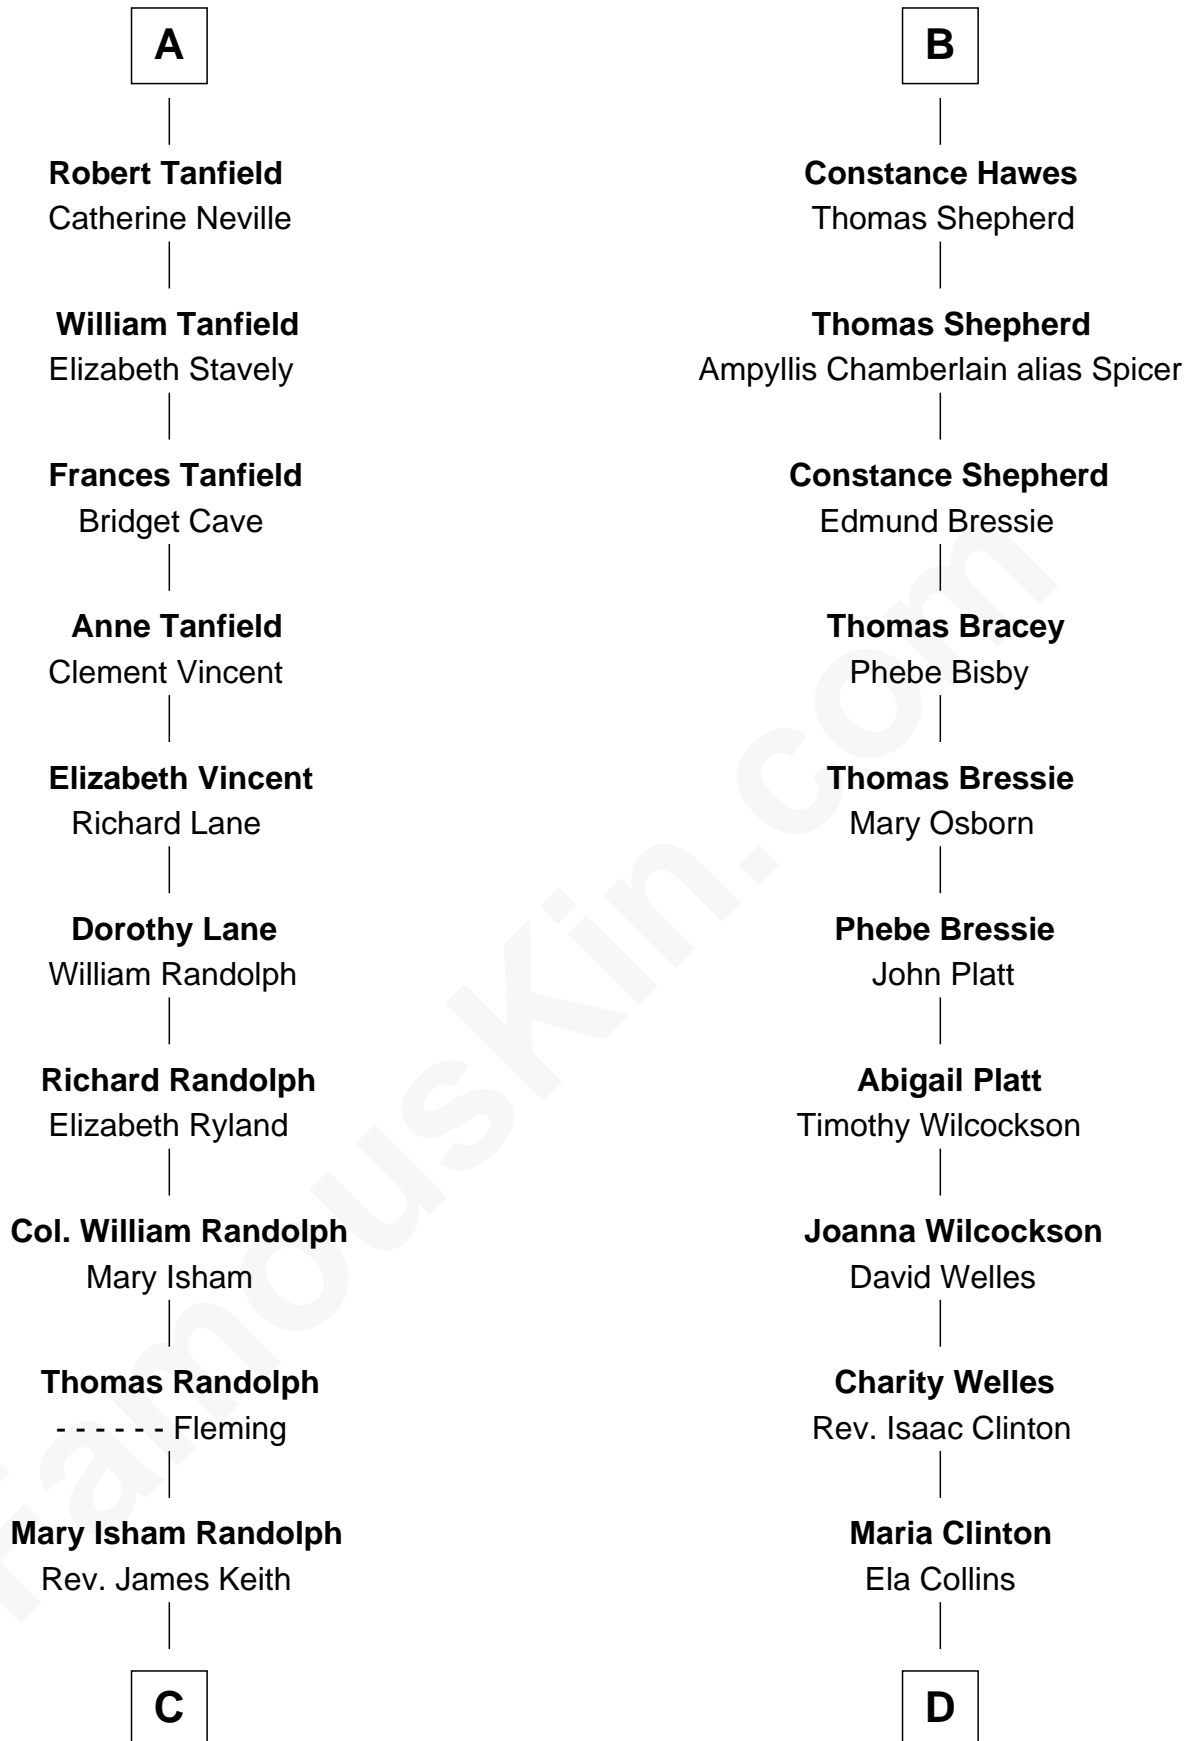 A
Robert Tanfield
Catherine Neville
William Tanfield
Elizabeth Stavely
Frances Tanfield
Bridget Cave
Anne Tanfield
Clement Vincent
Elizabeth Vincent
Richard Lane
Dorothy Lane
William Randolph
Richard Randolph
Elizabeth Ryland
Col. William Randolph
Mary Isham
Thomas Randolph
- - - - - - Fleming
Mary Isham Randolph
Rev. James Keith
C
B
Constance Hawes
Thomas Shepherd
Thomas Shepherd
Ampyllis Chamberlain alias Spicer
Constance Shepherd
Edmund Bressie
Thomas Bracey
Phebe Bisby
Thomas Bressie
Mary Osborn
Phebe Bressie
John Platt
Abigail Platt
Timothy Wilcockson
Joanna Wilcockson
David Welles
Charity Welles
Rev. Isaac Clinton
Maria Clinton
Ela Collins
D
FamousKin.com